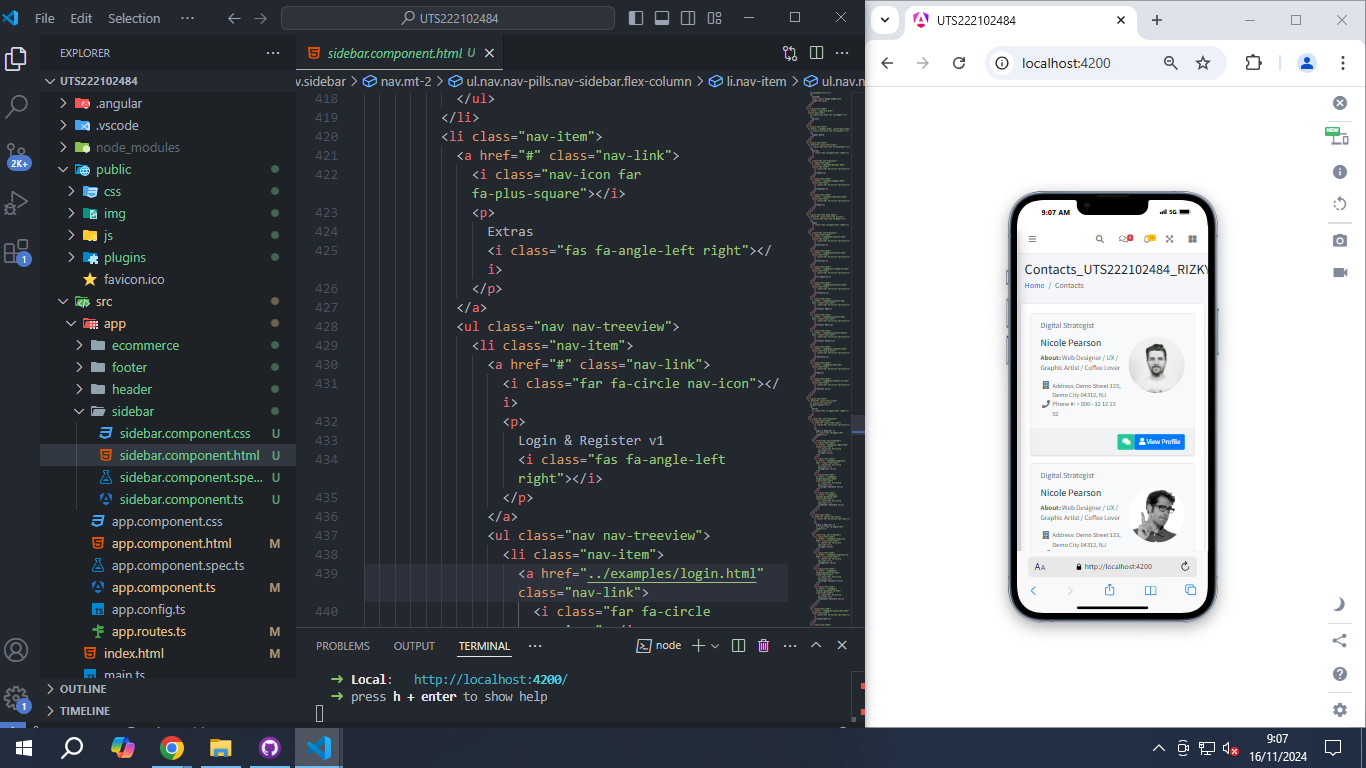 File Edit Selection ··· UTS222102484
EXPLORER
UTS222102484
.angular
.vscode
node_modules
public
css
img
js
plugins
favicon.ico
src
app
ecommerce
footer
header
sidebar
sidebar.component.css U
sidebar.component.html U
sidebar.component.spe... U
sidebar.component.ts U
app.component.css
app.component.html M
app.component.spec.ts
app.component.ts M
app.config.ts
app.routes.ts M
index.html M
main.ts
OUTLINE
TIMELINE
2K+
1
1
sidebar.component.html U
v.sidebar > nav.mt-2 > ul.nav.nav-pills.nav-sidebar.flex-column > li.nav-item > ul.nav.n
418 </ul>
419 </li>
420 <li class="nav-item">
421 <a href="#" class="nav-link">
422 <i class="nav-icon far
fa-plus-square"></i>
423 <p>
424 Extras
425 <i class="fas fa-angle-left right"></
i>
426 </p>
427 </a>
428 <ul class="nav nav-treeview">
429 <li class="nav-item">
430 <a href="#" class="nav-link">
431 <i class="far fa-circle nav-icon"></
i>
432 <p>
433 Login & Register v1
434 <i class="fas fa-angle-left
right"></i>
435 </p>
436 </a>
437 <ul class="nav nav-treeview">
438 <li class="nav-item">
439 <a href="../examples/login.html"
class="nav-link">
440 <i class="far fa-circle
PROBLEMS OUTPUT TERMINAL ··· node
➜ Local: http://localhost:4200/
➜ press h + enter to show help
UTS222102484
localhost:4200
NEW
9:07 AM 5G
Contacts_UTS222102484_RIZKY
Home / Contacts
Digital Strategist
Nicole Pearson
About: Web Designer / UX /
Graphic Artist / Coffee Lover
Address: Demo Street 123,
Demo City 04312, NJ
Phone #: + 800 - 12 12 23
52
View Profile
Digital Strategist
Nicole Pearson
About: Web Designer / UX /
Graphic Artist / Coffee Lover
Address: Demo Street 123,
Demo City 04312, NJ
AA http://localhost:4200
9:07
16/11/2024